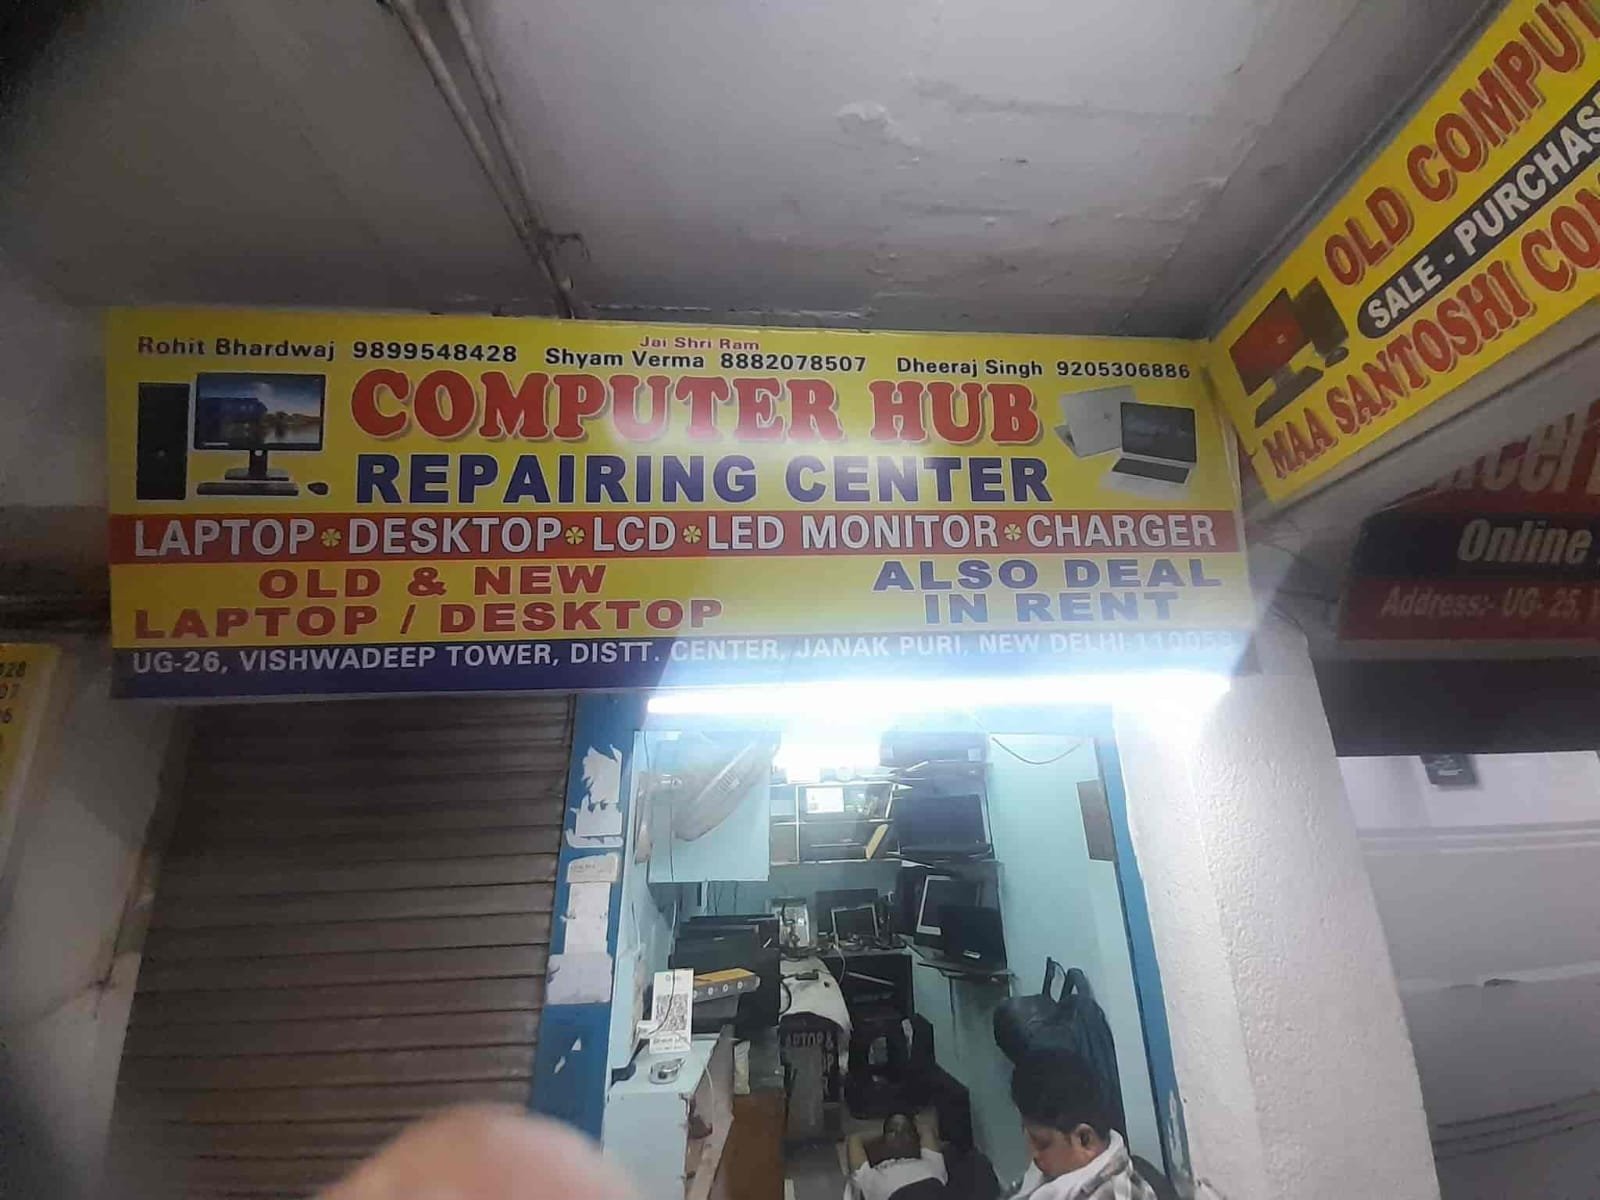 Jai Shri Ram
Rohit Bhardwaj 9899548428 Shyam Verma 8882078507 Dheeraj Singh 9205306886
COMPUTER HUB
REPAIRING CENTER
LAPTOP DESKTOP LCD LED MONITOR CHARGER
OLD & NEW
LAPTOP / DESKTOP
ALSO DEAL
IN RENT
UG-26, VISHWADEEP TOWER, DISTT. CENTER, JANAK PURI, NEW DELHI-110058
OLD COMPUT
SALE - PURCHAS
MAA SANTOSHI CO
Online
Address:- UG- 25,